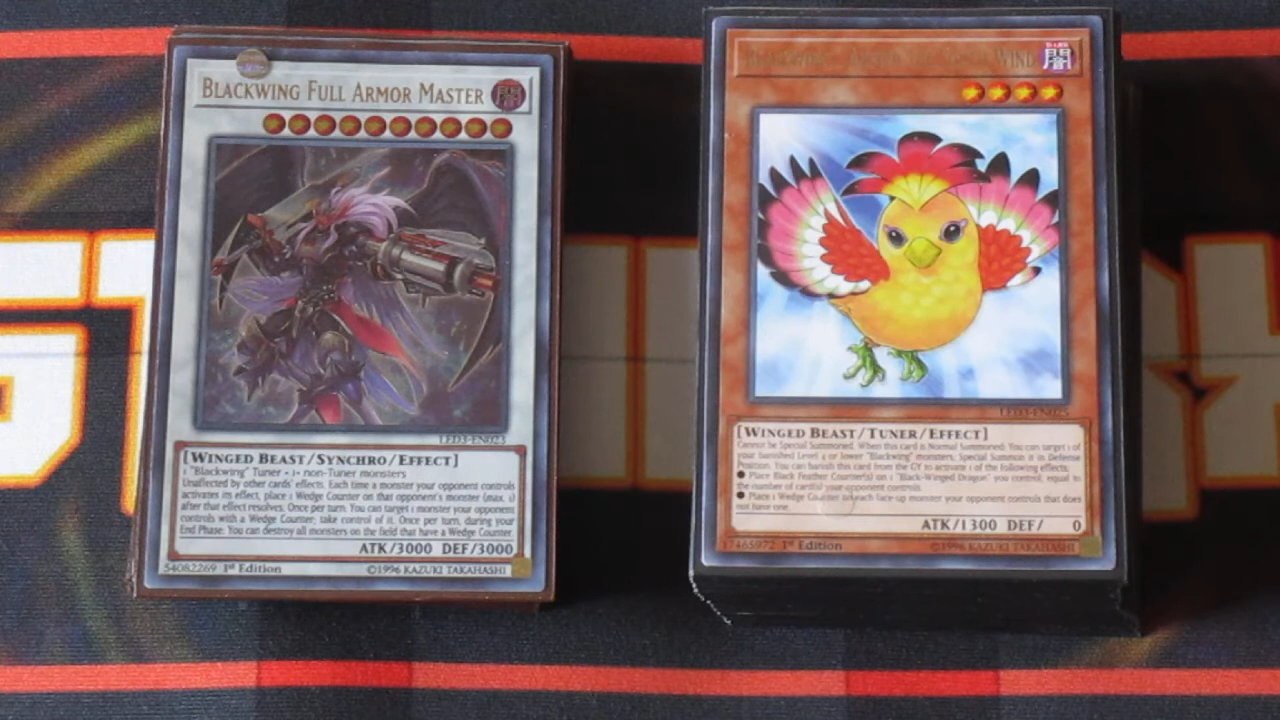 BLACKWING FULL ARMOR MASTER
闇
LED3-EN023
[WINGED BEAST/SYNCHRO/EFFECT]
1 "Blackwing" Tuner + 1+ non-Tuner monsters
Unaffected by other cards' effects. Each time a monster your opponent controls
activates its effect, place 1 Wedge Counter on that opponent's monster (max. 1)
after that effect resolves. Once per turn: You can target 1 monster your opponent
controls with a Wedge Counter; take control of it. Once per turn, during your
End Phase: You can destroy all monsters on the field that have a Wedge Counter.
ATK/3000 DEF/3000
54082269 1st Edition ©1996 KAZUKI TAKAHASHI
BLACKWING WIND
DARK
闇
LED3-EN025
[WINGED BEAST/TUNER/EFFECT]
Cannot be Special Summoned. When this card is Normal Summoned: You can target 1 of
your banished Level 4 or lower "Blackwing" monsters; Special Summon it in Defense
Position. You can banish this card from the GY to activate 1 of the following effects.
● Place Black Feather Counter(s) on 1 "Black-Winged Dragon" you control, equal to
the number of cards your opponent controls.
● Place 1 Wedge Counter on each face-up monster your opponent controls that does
not have one.
ATK/1300 DEF/ 0
17465972 1st Edition ©1996 KAZUKI TAKAHASHI